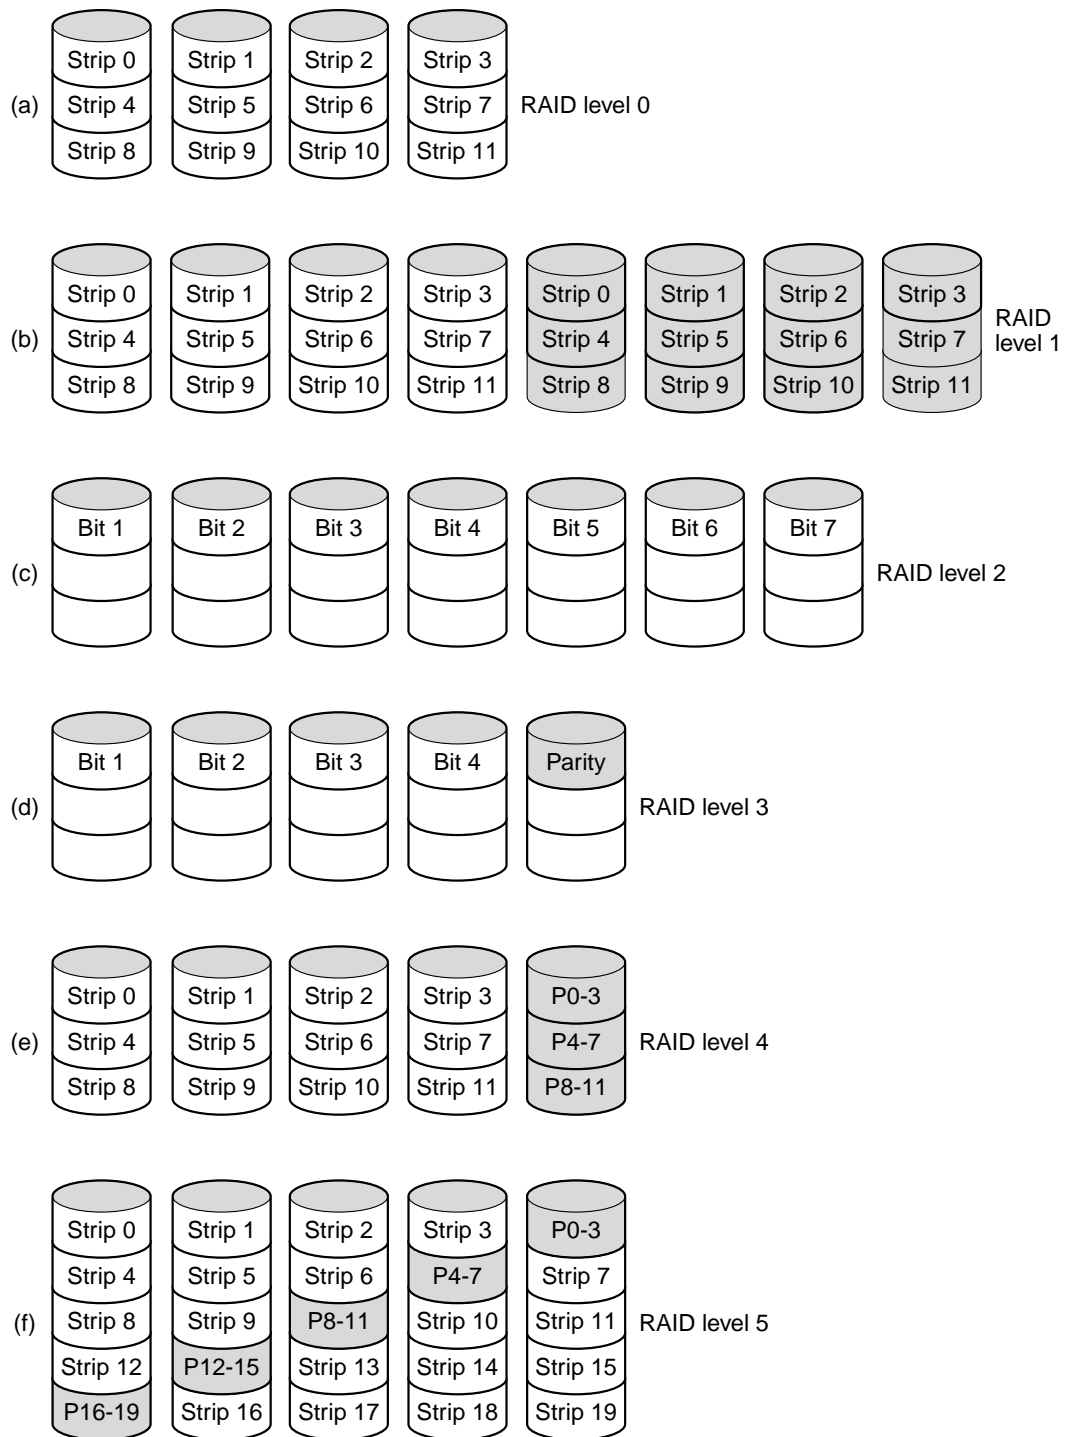 Strip 0 Strip 1 Strip 2 Strip 3
(a) Strip 4 Strip 5 Strip 6 Strip 7 RAID level 0
Strip 8 Strip 9 Strip 10 Strip 11
Strip 0 Strip 1 Strip 2 Strip 3 Strip 0 Strip 1 Strip 2 Strip 3
(b) Strip 4 Strip 5 Strip 6 Strip 7 Strip 4 Strip 5 Strip 6 Strip 7 RAID
level 1
Strip 8 Strip 9 Strip 10 Strip 11 Strip 8 Strip 9 Strip 10 Strip 11
Bit 1 Bit 2 Bit 3 Bit 4 Bit 5 Bit 6 Bit 7
(c) RAID level 2
Bit 1 Bit 2 Bit 3 Bit 4 Parity
(d) RAID level 3
Strip 0 Strip 1 Strip 2 Strip 3 P0-3
(e) Strip 4 Strip 5 Strip 6 Strip 7 P4-7 RAID level 4
Strip 8 Strip 9 Strip 10 Strip 11 P8-11
Strip 0 Strip 1 Strip 2 Strip 3 P0-3
Strip 4 Strip 5 Strip 6 P4-7 Strip 7
(f) Strip 8 Strip 9 P8-11 Strip 10 Strip 11 RAID level 5
Strip 12 P12-15 Strip 13 Strip 14 Strip 15
P16-19 Strip 16 Strip 17 Strip 18 Strip 19